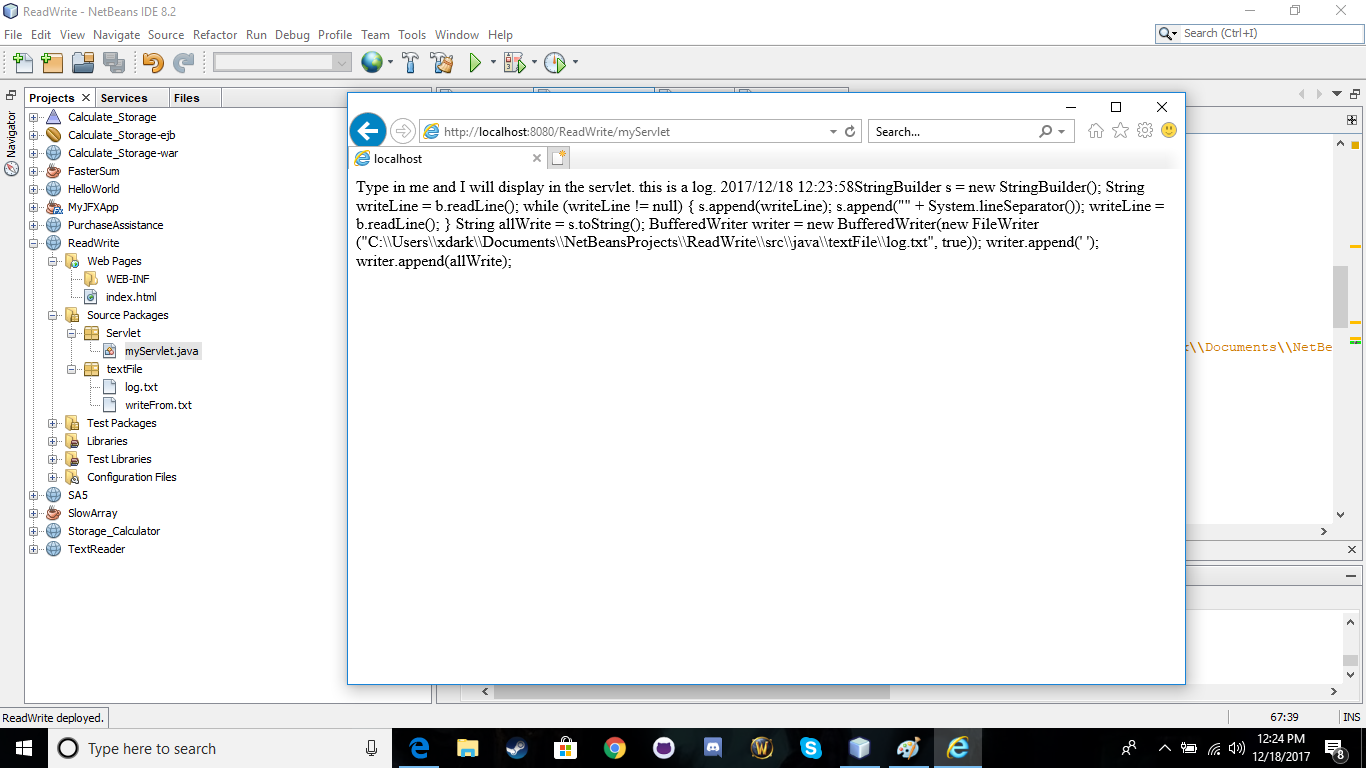 ReadWrite - NetBeans IDE 8.2
File Edit View Navigate Source Refactor Run Debug Profile Team Tools Window Help
Search (Ctrl+I)
Projects Services Files
Navigator
Calculate_Storage
Calculate_Storage-ejb
Calculate_Storage-war
FasterSum
HelloWorld
MyJFXApp
PurchaseAssistance
ReadWrite
Web Pages
WEB-INF
index.html
Source Packages
Servlet
myServlet.java
textFile
log.txt
writeFrom.txt
Test Packages
Libraries
Test Libraries
Configuration Files
SA5
SlowArray
Storage_Calculator
TextReader
http://localhost:8080/ReadWrite/myServlet
Search...
localhost
Type in me and I will display in the servlet. this is a log. 2017/12/18 12:23:58StringBuilder s = new StringBuilder(); String
writeLine = b.readLine(); while (writeLine != null) { s.append(writeLine); s.append("" + System.lineSeparator()); writeLine =
b.readLine(); } String allWrite = s.toString(); BufferedWriter writer = new BufferedWriter(new FileWriter
("C:\\Users\\xdark\\Documents\\NetBeansProjects\\ReadWrite\\src\\java\\textFile\\log.txt", true)); writer.append(' ');
writer.append(allWrite);
\\Documents\\NetBe
ReadWrite deployed.
67:39 INS
Type here to search
12:24 PM
12/18/2017
8